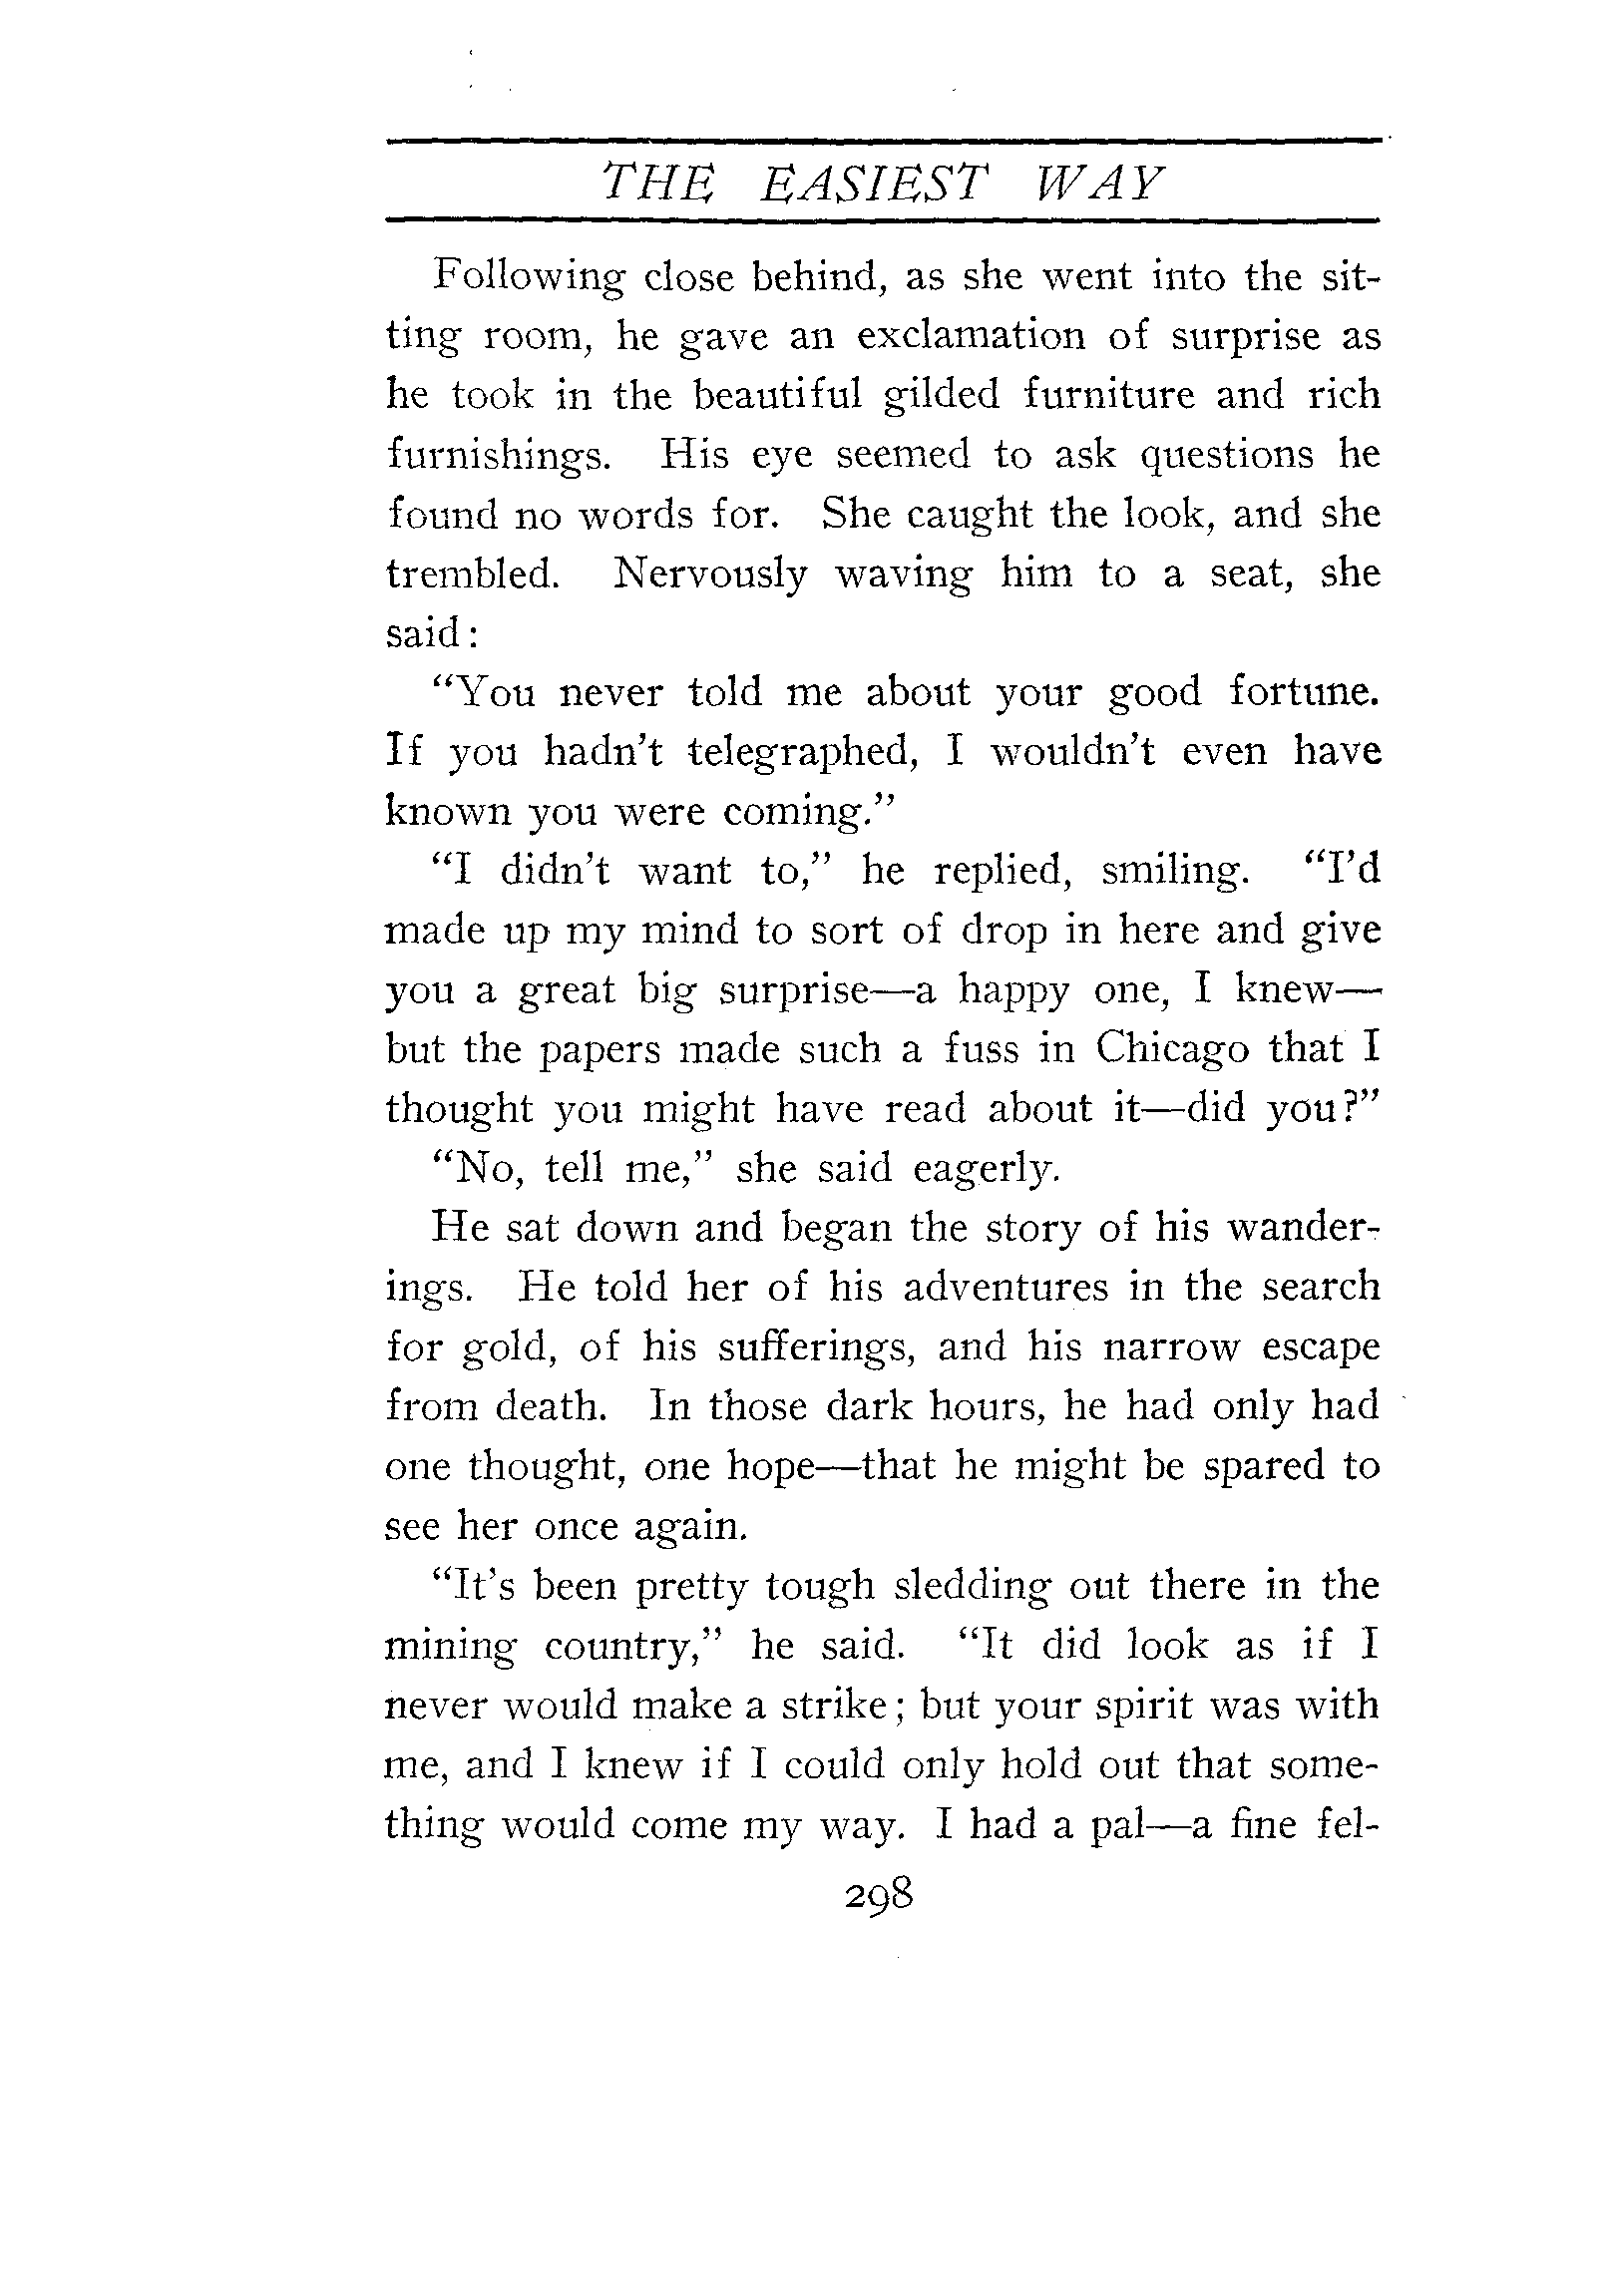 THE EASIEST WAY
Following close behind, as she went into the sit-
ting room, he gave an exclamation of surprise as
he took in the beautiful gilded furniture and rich
furnishings. His eye seemed to ask questions he
found no words for. She caught the look, and she
trembled. Nervously waving him to a seat, she
said:
"You never told me about your good fortune.
If you hadn't telegraphed, I wouldn't even have
known you were coming."
"I didn't want to," he replied, smiling. "I'd
made up my mind to sort of drop in here and give
you a great big surprise—a happy one, I knew—
but the papers made such a fuss in Chicago that I
thought you might have read about it—did you?"
"No, tell me," she said eagerly.
He sat down and began the story of his wander-
ings. He told her of his adventures in the search
for gold, of his sufferings, and his narrow escape
from death. In those dark hours, he had only had
one thought, one hope—that he might be spared to
see her once again.
"It's been pretty tough sledding out there in the
mining country," he said. "It did look as if I
never would make a strike; but your spirit was with
me, and I knew if I could only hold out that some-
thing would come my way. I had a pal—a fine fel-
298